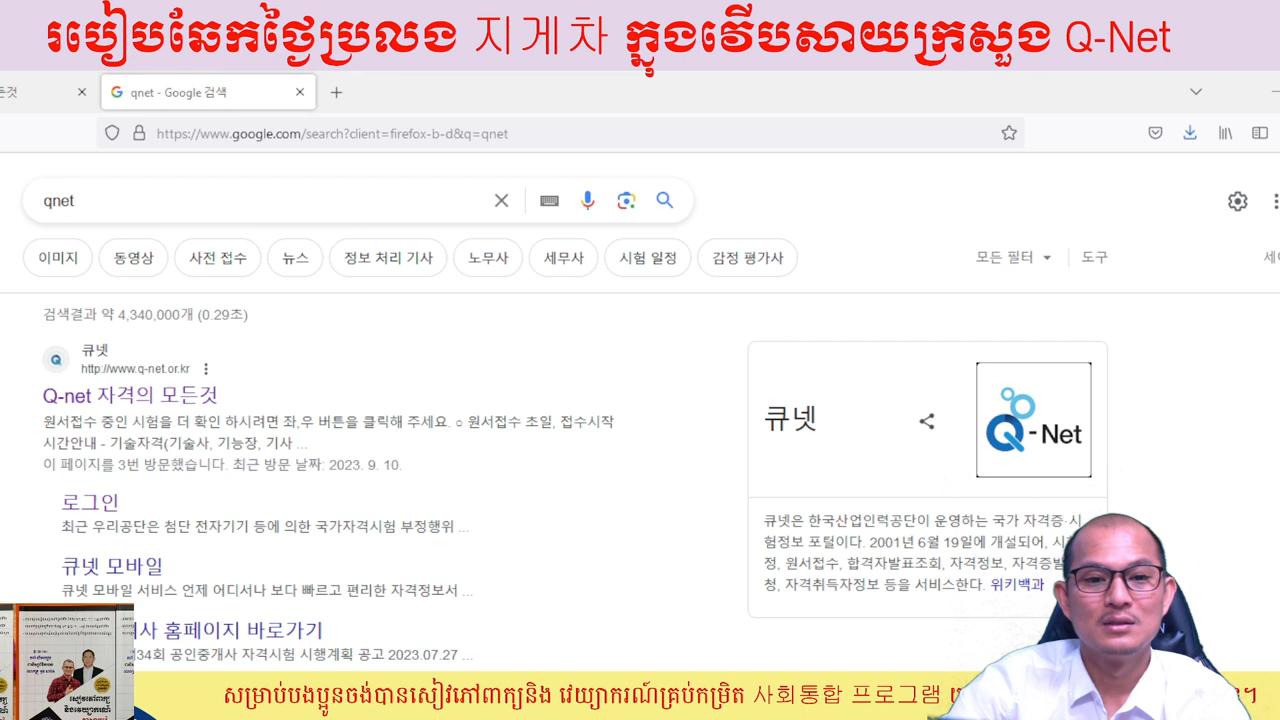 របៀបឆែកថ្ងៃប្រលង 지게차 ក្នុងវើបសាយក្រសួង Q-Net
든것
qnet - Google 검색
https://www.google.com/search?client=firefox-b-d&q=qnet
qnet
이미지 동영상 사전 접수 뉴스 정보 처리 기사 노무사 세무사 시험 일정 감정 평가사 모든 필터 도구
검색결과 약 4,340,000개 (0.29초)
큐넷
http://www.q-net.or.kr
Q-net 자격의 모든것
원서접수 중인 시험을 더 확인 하시려면 좌,우 버튼을 클릭해 주세요. ○ 원서접수 초일, 접수시작
시간안내 - 기술자격(기술사, 기능장, 기사 ...
이 페이지를 3번 방문했습니다. 최근 방문 날짜: 2023. 9. 10.
로그인
최근 우리공단은 첨단 전자기기 등에 의한 국가자격시험 부정행위 ...
큐넷 모바일
큐넷 모바일 서비스 언제 어디서나 보다 빠르고 편리한 자격정보서 ...
사 홈페이지 바로가기
34회 공인중개사 자격시험 시행계획 공고 2023.07.27 ...
큐넷
Q-Net
큐넷은 한국산업인력공단이 운영하는 국가 자격증·시
험정보 포털이다. 2001년 6월 19일에 개설되어,
정, 원서접수, 합격자발표조회, 자격정보, 자격증발
청, 자격취득자정보 등을 서비스한다. 위키백과
សម្រាប់បងប្អូនចង់បានសៀវភៅពាក្យនិង វេយ្យាករណ៍គ្រប់កម្រិត 사회통합 프로그램